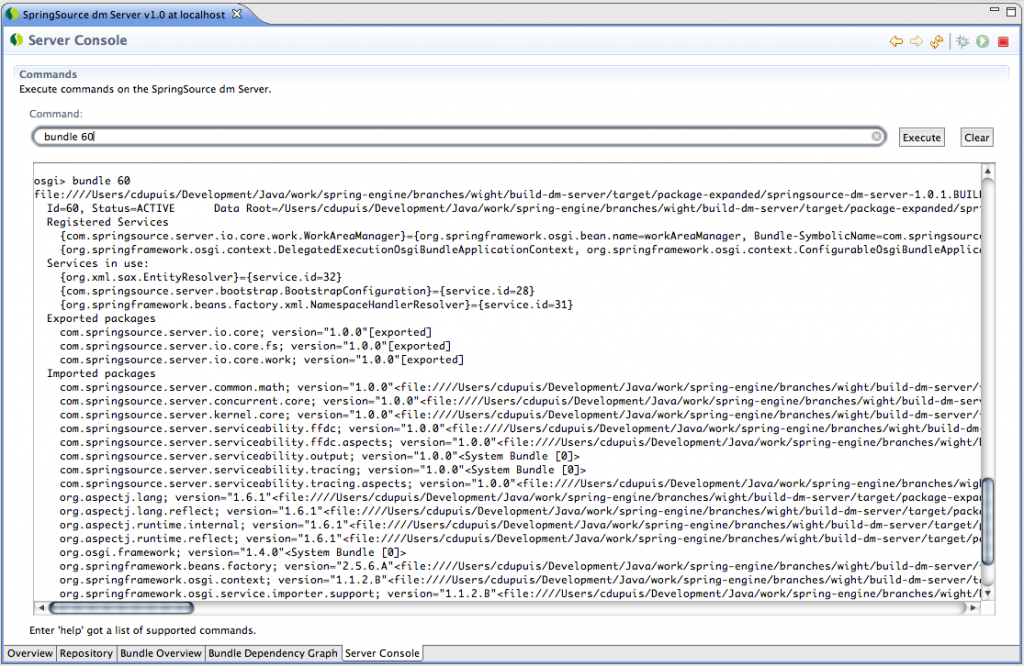 SpringSource dm Server v1.0 at localhost
Server Console
Commands
Execute commands on the SpringSource dm Server.
Command:
bundle 60
Execute
Clear
osgi> bundle 60
file:////Users/cdupuis/Development/Java/work/spring-engine/branches/wight/build-dm-server/target/package-expanded/springsource-dm-server-1.0.1.BUIL
Id=60, Status=ACTIVE Data Root=/Users/cdupuis/Development/Java/work/spring-engine/branches/wight/build-dm-server/target/package-expanded/spr
Registered Services
{com.springsource.server.io.core.work.WorkAreaManager}={org.springframework.osgi.bean.name=workAreaManager, Bundle-SymbolicName=com.springsource
{org.springframework.osgi.context.DelegatedExecutionOsgiBundleApplicationContext, org.springframework.osgi.context.ConfigurableOsgiBundleApplic
Services in use:
{org.xml.sax.EntityResolver}={service.id=32}
{com.springsource.server.bootstrap.BootstrapConfiguration}={service.id=28}
{org.springframework.beans.factory.xml.NamespaceHandlerResolver}={service.id=31}
Exported packages
com.springsource.server.io.core; version="1.0.0"[exported]
com.springsource.server.io.core.fs; version="1.0.0"[exported]
com.springsource.server.io.core.work; version="1.0.0"[exported]
Imported packages
com.springsource.server.common.math; version="1.0.0"<file:////Users/cdupuis/Development/Java/work/spring-engine/branches/wight/build-dm-server/
com.springsource.server.concurrent.core; version="1.0.0"<file:////Users/cdupuis/Development/Java/work/spring-engine/branches/wight/build-dm-serv
com.springsource.server.kernel.core; version="1.0.0"<file:////Users/cdupuis/Development/Java/work/spring-engine/branches/wight/build-dm-server/
com.springsource.server.serviceability.ffdc; version="1.0.0"<file:////Users/cdupuis/Development/Java/work/spring-engine/branches/wight/build-dm-
com.springsource.server.serviceability.ffdc.aspects; version="1.0.0"<file:////Users/cdupuis/Development/Java/work/spring-engine/branches/wight/
com.springsource.server.serviceability.output; version="1.0.0"<System Bundle [0]>
com.springsource.server.serviceability.tracing; version="1.0.0"<System Bundle [0]>
com.springsource.server.serviceability.tracing.aspects; version="1.0.0"<file:////Users/cdupuis/Development/Java/work/spring-engine/branches/wigh
org.aspectj.lang; version="1.6.1"<file:////Users/cdupuis/Development/Java/work/spring-engine/branches/wight/build-dm-server/target/package-expan
org.aspectj.lang.reflect; version="1.6.1"<file:////Users/cdupuis/Development/Java/work/spring-engine/branches/wight/build-dm-server/target/packa
org.aspectj.runtime.internal; version="1.6.1"<file:////Users/cdupuis/Development/Java/work/spring-engine/branches/wight/build-dm-server/target/p
org.aspectj.runtime.reflect; version="1.6.1"<file:////Users/cdupuis/Development/Java/work/spring-engine/branches/wight/build-dm-server/target/pa
org.osgi.framework; version="1.4.0"<System Bundle [0]>
org.springframework.beans.factory; version="2.5.6.A"<file:////Users/cdupuis/Development/Java/work/spring-engine/branches/wight/build-dm-server/
org.springframework.osgi.context; version="1.1.2.B"<file:////Users/cdupuis/Development/Java/work/spring-engine/branches/wight/build-dm-server/t
org.springframework.osgi.service.importer.support; version="1.1.2.B"<file:////Users/cdupuis/Development/Java/work/spring-engine/branches/wight/
Enter 'help' got a list of supported commands.
Overview
Repository
Bundle Overview
Bundle Dependency Graph
Server Console